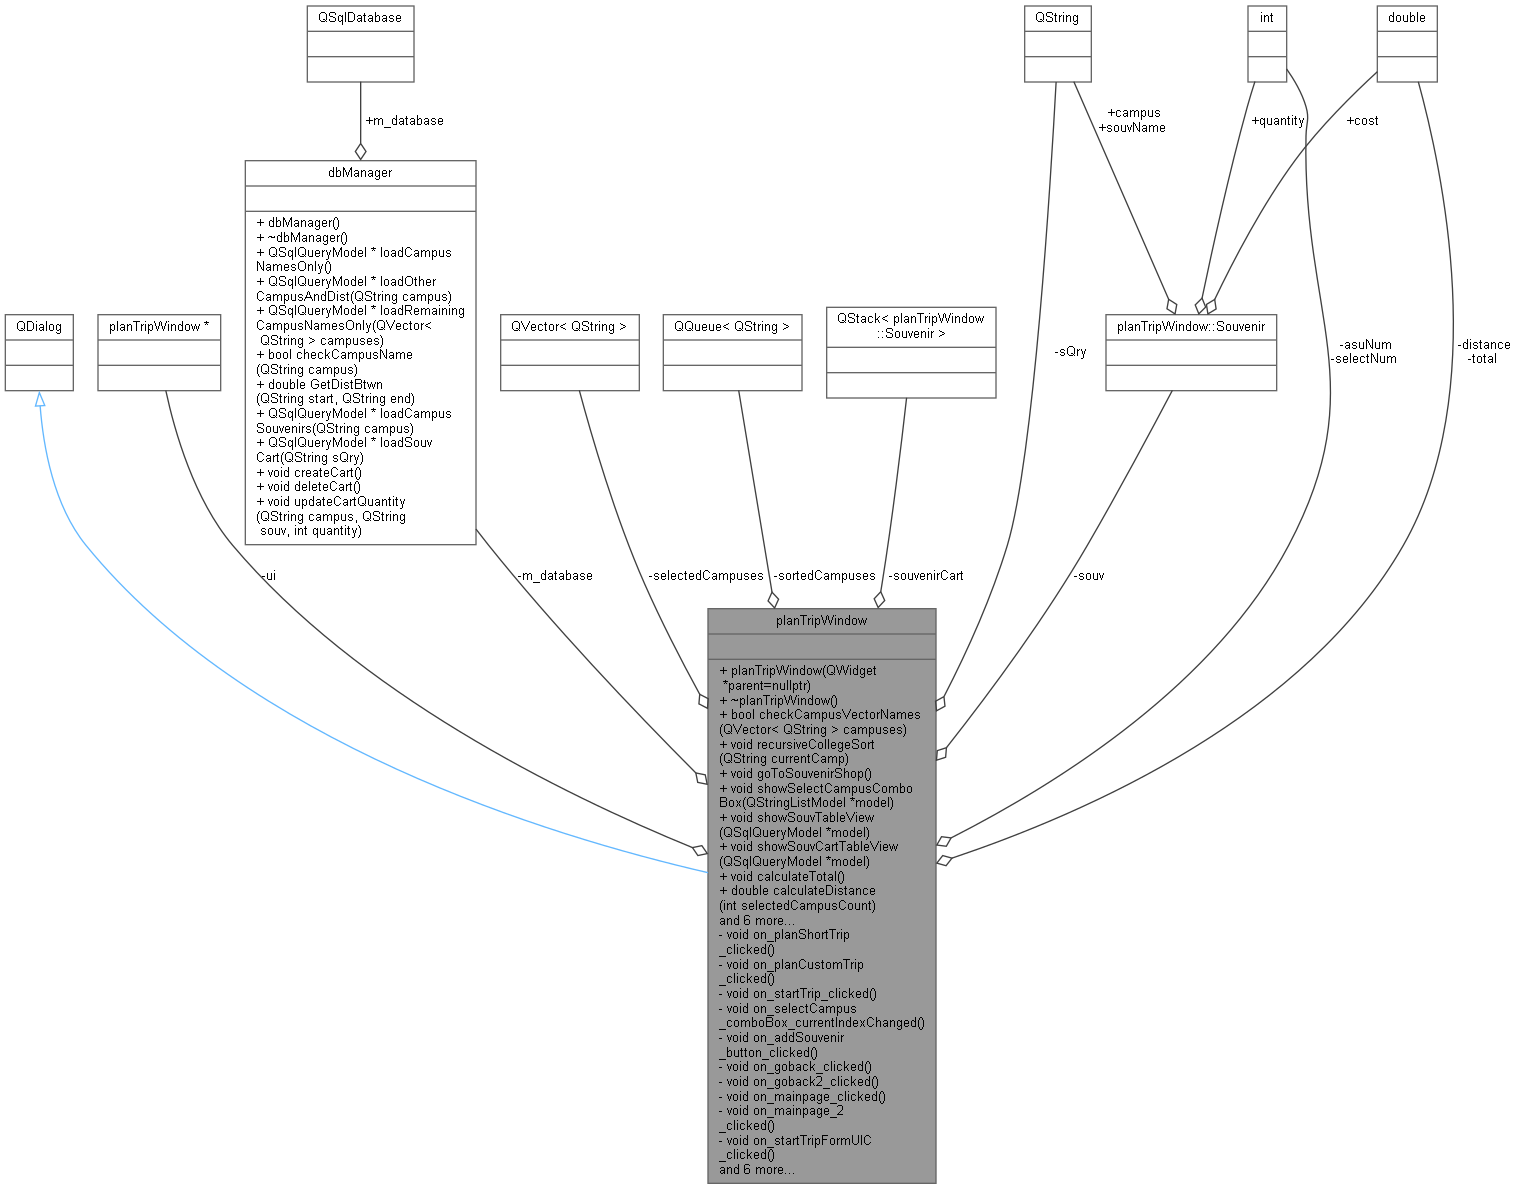 QSqlDatabase
QString
int
double
+m_database
+campus
+souvName
+quantity
+cost
dbManager
+ dbManager()
+ ~dbManager()
+ QSqlQueryModel * loadCampus
NamesOnly()
+ QSqlQueryModel * loadOther
CampusAndDist(QString campus)
+ QSqlQueryModel * loadRemaining
CampusNamesOnly(QVector<
QString > campuses)
+ bool checkCampusName
(QString campus)
+ double GetDistBtwn
(QString start, QString end)
+ QSqlQueryModel * loadCampus
Souvenirs(QString campus)
+ QSqlQueryModel * loadSouv
Cart(QString sQry)
+ void createCart()
+ void deleteCart()
+ void updateCartQuantity
(QString campus, QString
souv, int quantity)
QDialog
planTripWindow *
QVector< QString >
QQueue< QString >
QStack< planTripWindow
::Souvenir >
planTripWindow::Souvenir
-sQry
-asuNum
-selectNum
-distance
-total
-ui
-m_database
-selectedCampuses
-sortedCampuses
-souvenirCart
-souv
planTripWindow
+ planTripWindow(QWidget
*parent=nullptr)
+ ~planTripWindow()
+ bool checkCampusVectorNames
(QVector< QString > campuses)
+ void recursiveCollegeSort
(QString currentCamp)
+ void goToSouvenirShop()
+ void showSelectCampusCombo
Box(QStringListModel *model)
+ void showSouvTableView
(QSqlQueryModel *model)
+ void showSouvCartTableView
(QSqlQueryModel *model)
+ void calculateTotal()
+ double calculateDistance
(int selectedCampusCount)
and 6 more...
- void on_planShortTrip
_clicked()
- void on_planCustomTrip
_clicked()
- void on_startTrip_clicked()
- void on_selectCampus
_comboBox_currentIndexChanged()
- void on_addSouvenir
_button_clicked()
- void on_goback_clicked()
- void on_goback2_clicked()
- void on_mainpage_clicked()
- void on_mainpage_2
_clicked()
- void on_startTripFormUIC
_clicked()
and 6 more...